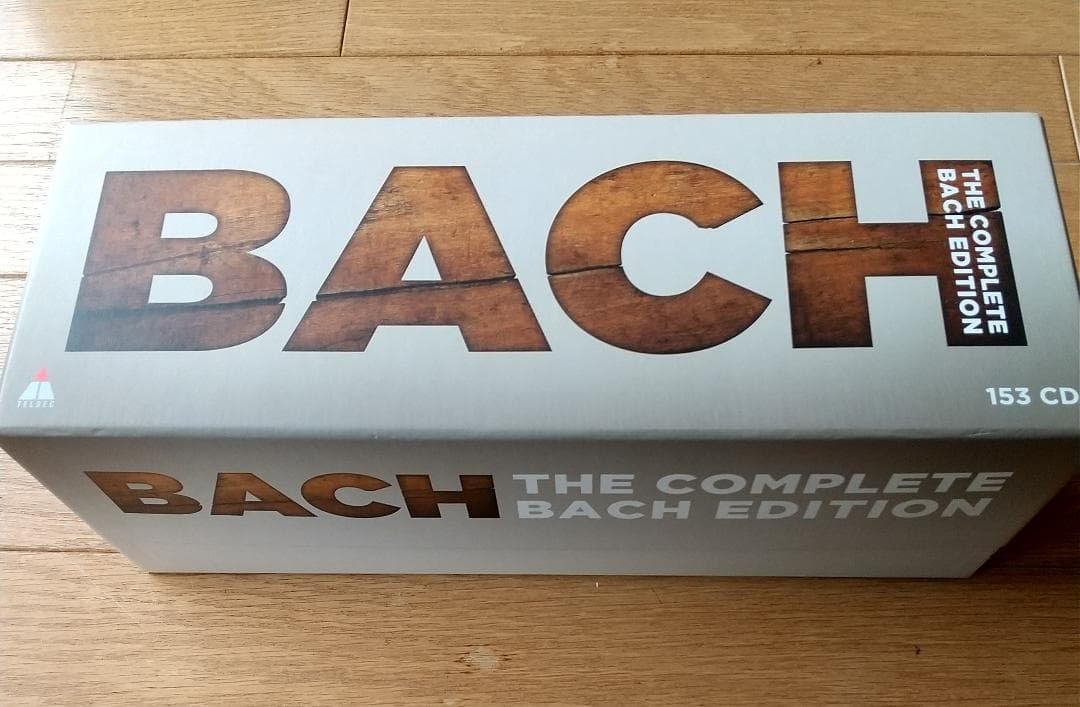 BACH
THE COMPLETE
BACH EDITION
TELDEC
153 CD
BACH
THE COMPLETE
BACH EDITION